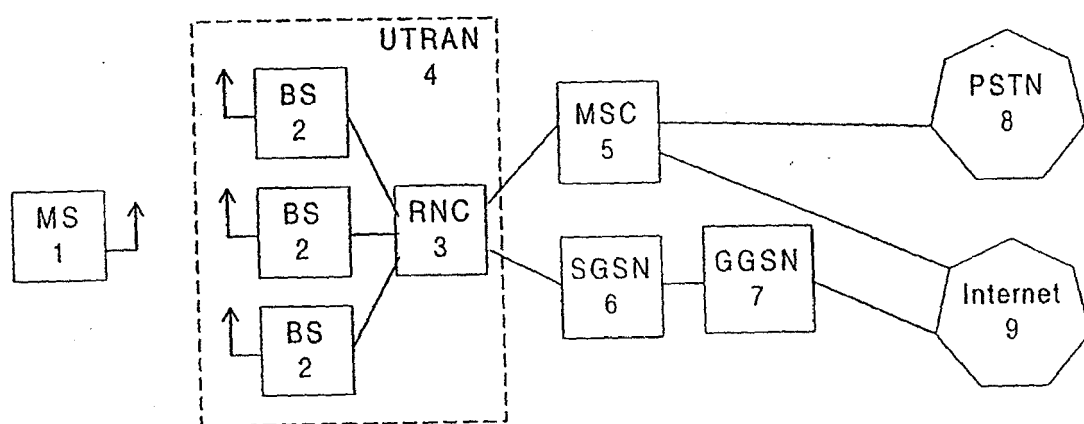 UTRAN
4
BS
2
BS
2
BS
2
MS
1
RNC
3
MSC
5
SGSN
6
GGSN
7
PSTN
8
Internet
9